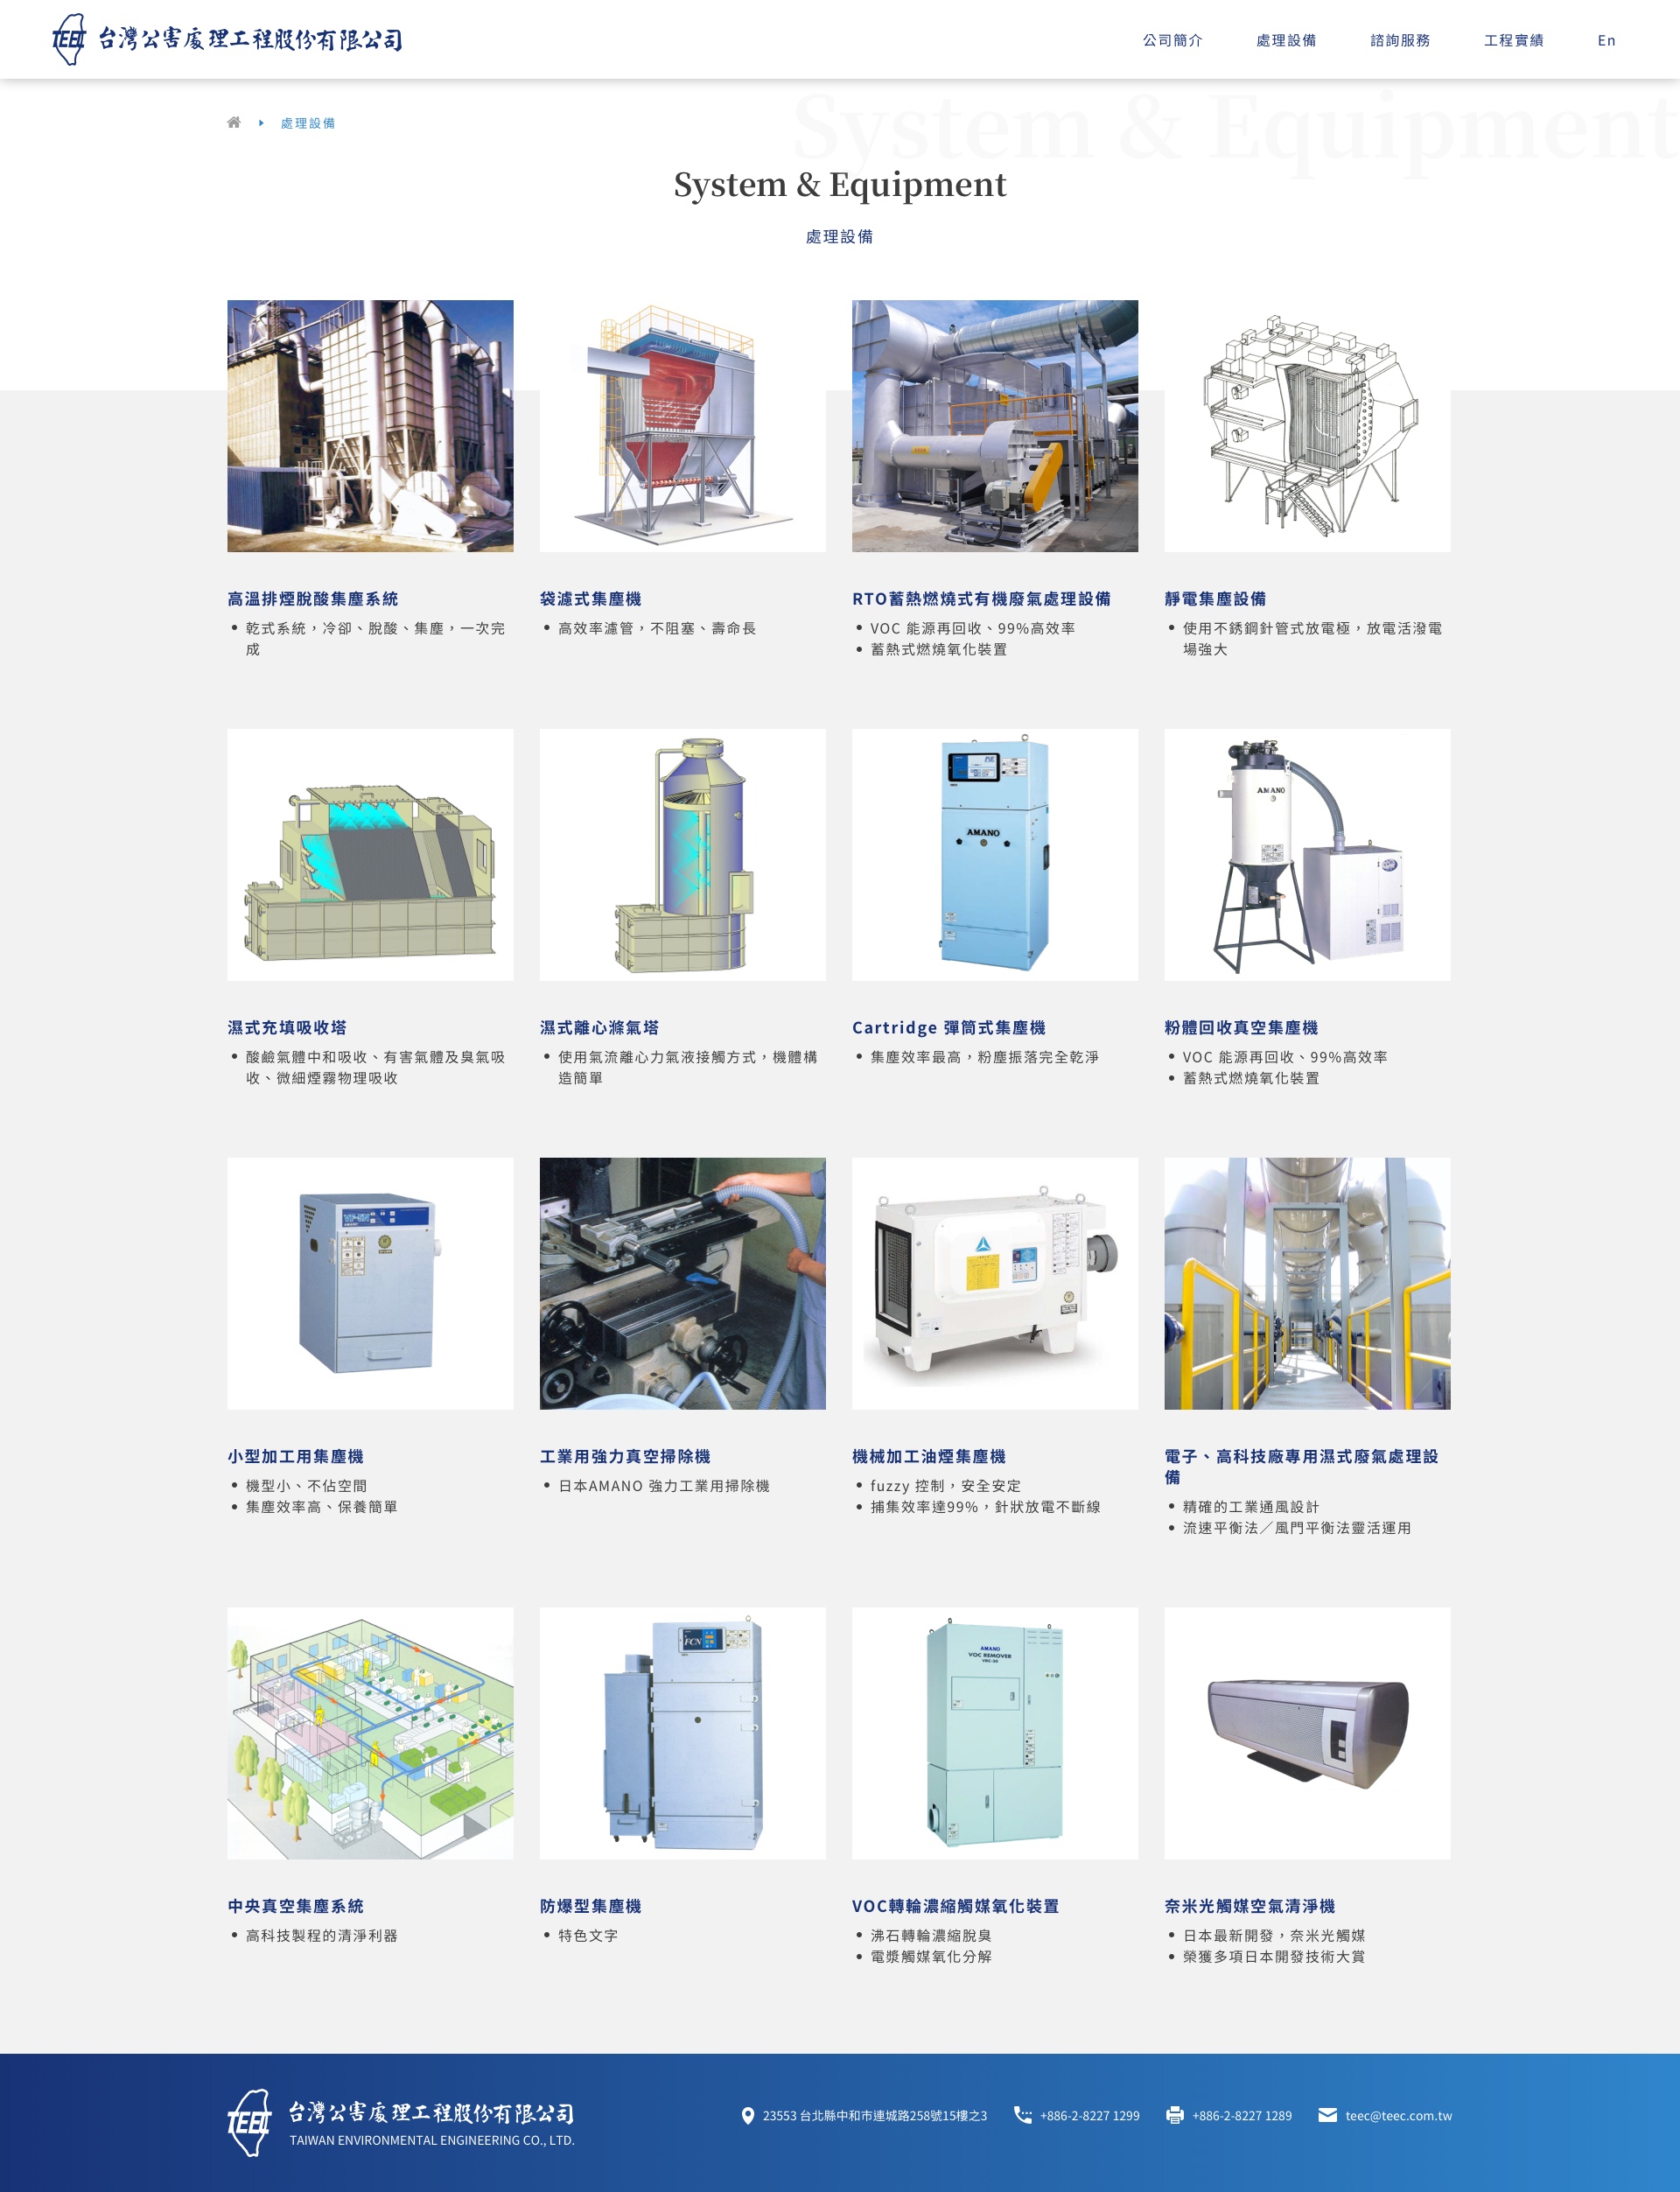 TEEC 台灣公害處理工程股份有限公司
公司簡介 處理設備 諮詢服務 工程實績 En
System & Equipment
處理設備
System & Equipment
處理設備
高溫排煙脫酸集塵系統
乾式系統，冷卻、脫酸、集塵，一次完
成
袋濾式集塵機
高效率濾管，不阻塞、壽命長
RTO蓄熱燃燒式有機廢氣處理設備
VOC 能源再回收、99%高效率
蓄熱式燃燒氧化裝置
靜電集塵設備
使用不銹鋼針管式放電極，放電活潑電
場強大
AMANO
AMANO
濕式充填吸收塔
酸鹼氣體中和吸收、有害氣體及臭氣吸
收、微細煙霧物理吸收
濕式離心滌氣塔
使用氣流離心力氣液接觸方式，機體構
造簡單
Cartridge 彈筒式集塵機
集塵效率最高，粉塵振落完全乾淨
粉體回收真空集塵機
VOC 能源再回收、99%高效率
蓄熱式燃燒氧化裝置
小型加工用集塵機
機型小、不佔空間
集塵效率高、保養簡單
工業用強力真空掃除機
日本AMANO 強力工業用掃除機
機械加工油煙集塵機
fuzzy 控制，安全安定
捕集效率達99%，針狀放電不斷線
電子、高科技廠專用濕式廢氣處理設
備
精確的工業通風設計
流速平衡法／風門平衡法靈活運用
FCN
AMANO
VOC REMOVER
中央真空集塵系統
高科技製程的清淨利器
防爆型集塵機
特色文字
VOC轉輪濃縮觸媒氧化裝置
沸石轉輪濃縮脫臭
電漿觸媒氧化分解
奈米光觸媒空氣清淨機
日本最新開發，奈米光觸媒
榮獲多項日本開發技術大賞
TEEC 台灣公害處理工程股份有限公司
TAIWAN ENVIRONMENTAL ENGINEERING CO., LTD.
23553 台北縣中和市連城路258號15樓之3 +886-2-8227 1299 +886-2-8227 1289 teec@teec.com.tw